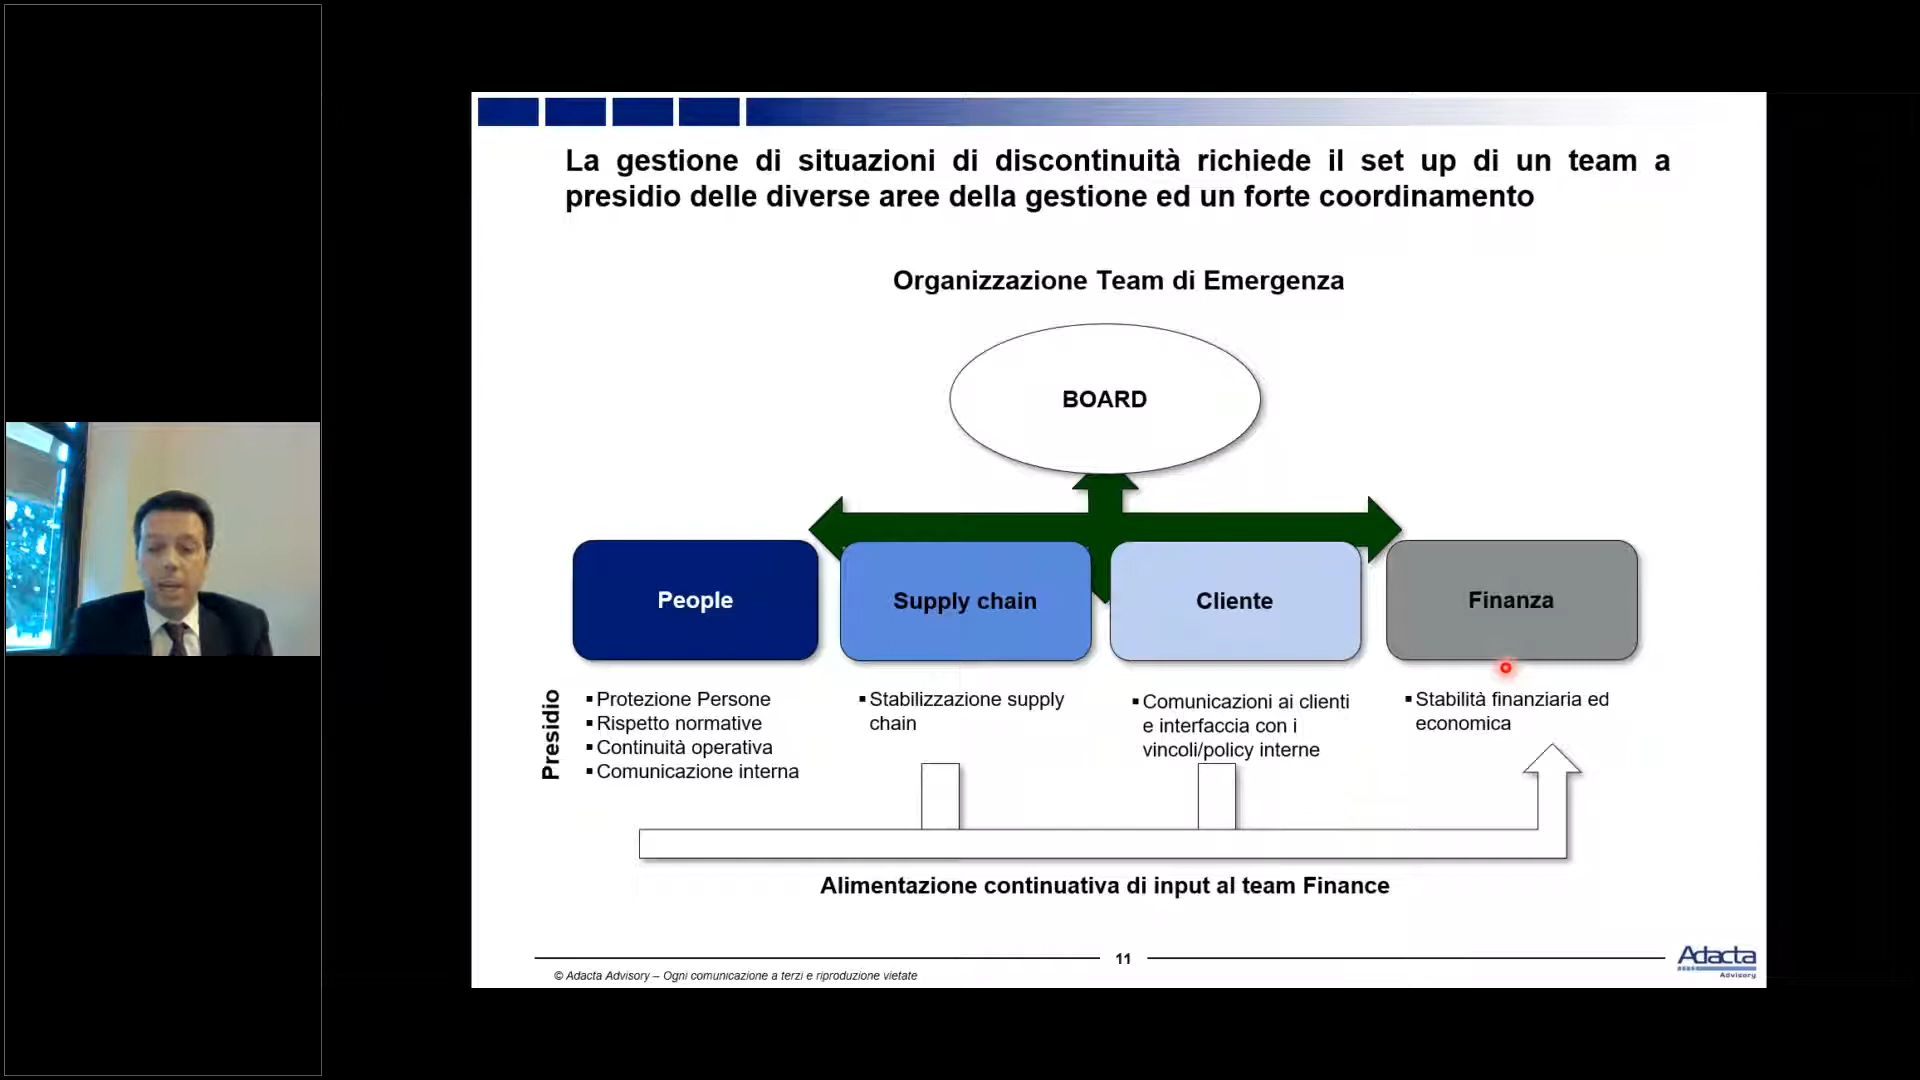 La gestione di situazioni di discontinuità richiede il set up di un team a
presidio delle diverse aree della gestione ed un forte coordinamento
Organizzazione Team di Emergenza
BOARD
People
Supply chain
Cliente
Finanza
Presidio
▪ Protezione Persone
▪ Rispetto normative
▪ Continuità operativa
▪ Comunicazione interna
▪ Stabilizzazione supply
chain
▪ Comunicazioni ai clienti
e interfaccia con i
vincoli/policy interne
▪ Stabilità finanziaria ed
economica
Alimentazione continuativa di input al team Finance
11
© Adacta Advisory – Ogni comunicazione a terzi e riproduzione vietate
Adacta
Advisory